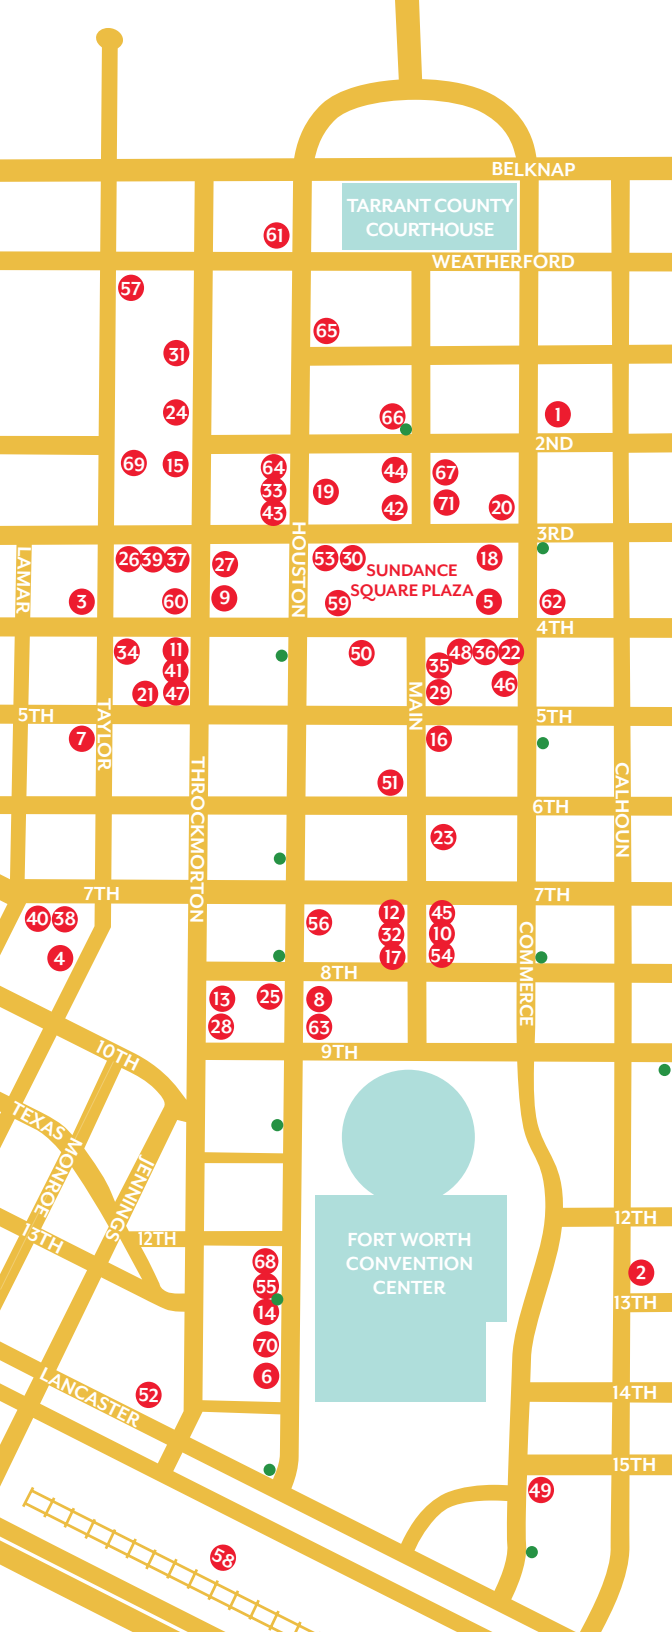 BELKNAP
TARRANT COUNTY
COURTHOUSE
61
WEATHERFORD
57
65
31
24
66
1
2ND
69
15
64
44
67
33
19
43
42
71
20
3RD
HOUSTON
LAMAR
26
39
37
27
53
30
18
SUNDANCE
SQUARE PLAZA
3
60
9
59
5
62
4TH
34
11
50
48
36
22
41
35
21
47
29
46
MAIN
TAYLOR
5TH
5TH
7
16
THROCKMORTON
51
CALHOUN
6TH
23
7TH
7TH
40
38
56
12
45
32
10
4
17
54
COMMERCE
8TH
13
25
8
28
63
9TH
10TH
TEXAS
MONROE
JENNINGS
13TH
12TH
12TH
FORT WORTH
CONVENTION
CENTER
68
55
14
2
13TH
70
6
LANCASTER
52
14TH
15TH
49
58